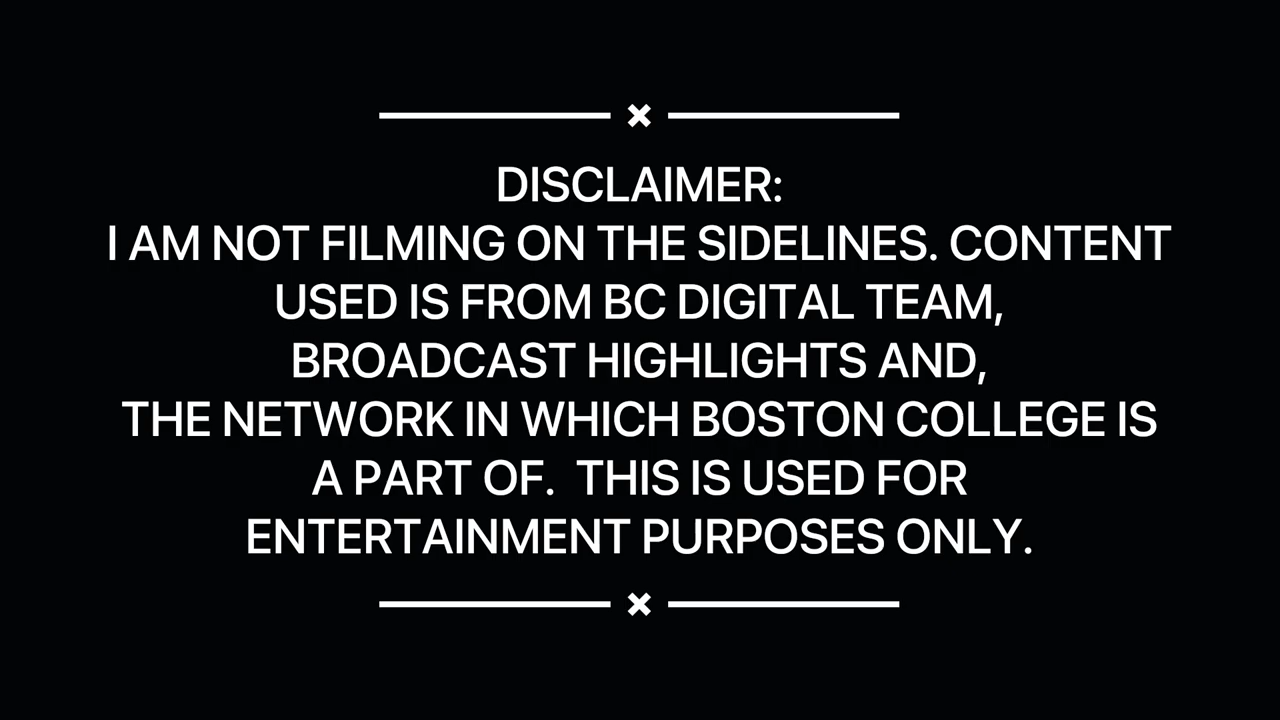 DISCLAIMER:
I AM NOT FILMING ON THE SIDELINES. CONTENT
USED IS FROM BC DIGITAL TEAM,
BROADCAST HIGHLIGHTS AND,
THE NETWORK IN WHICH BOSTON COLLEGE IS
A PART OF.  THIS IS USED FOR
ENTERTAINMENT PURPOSES ONLY.